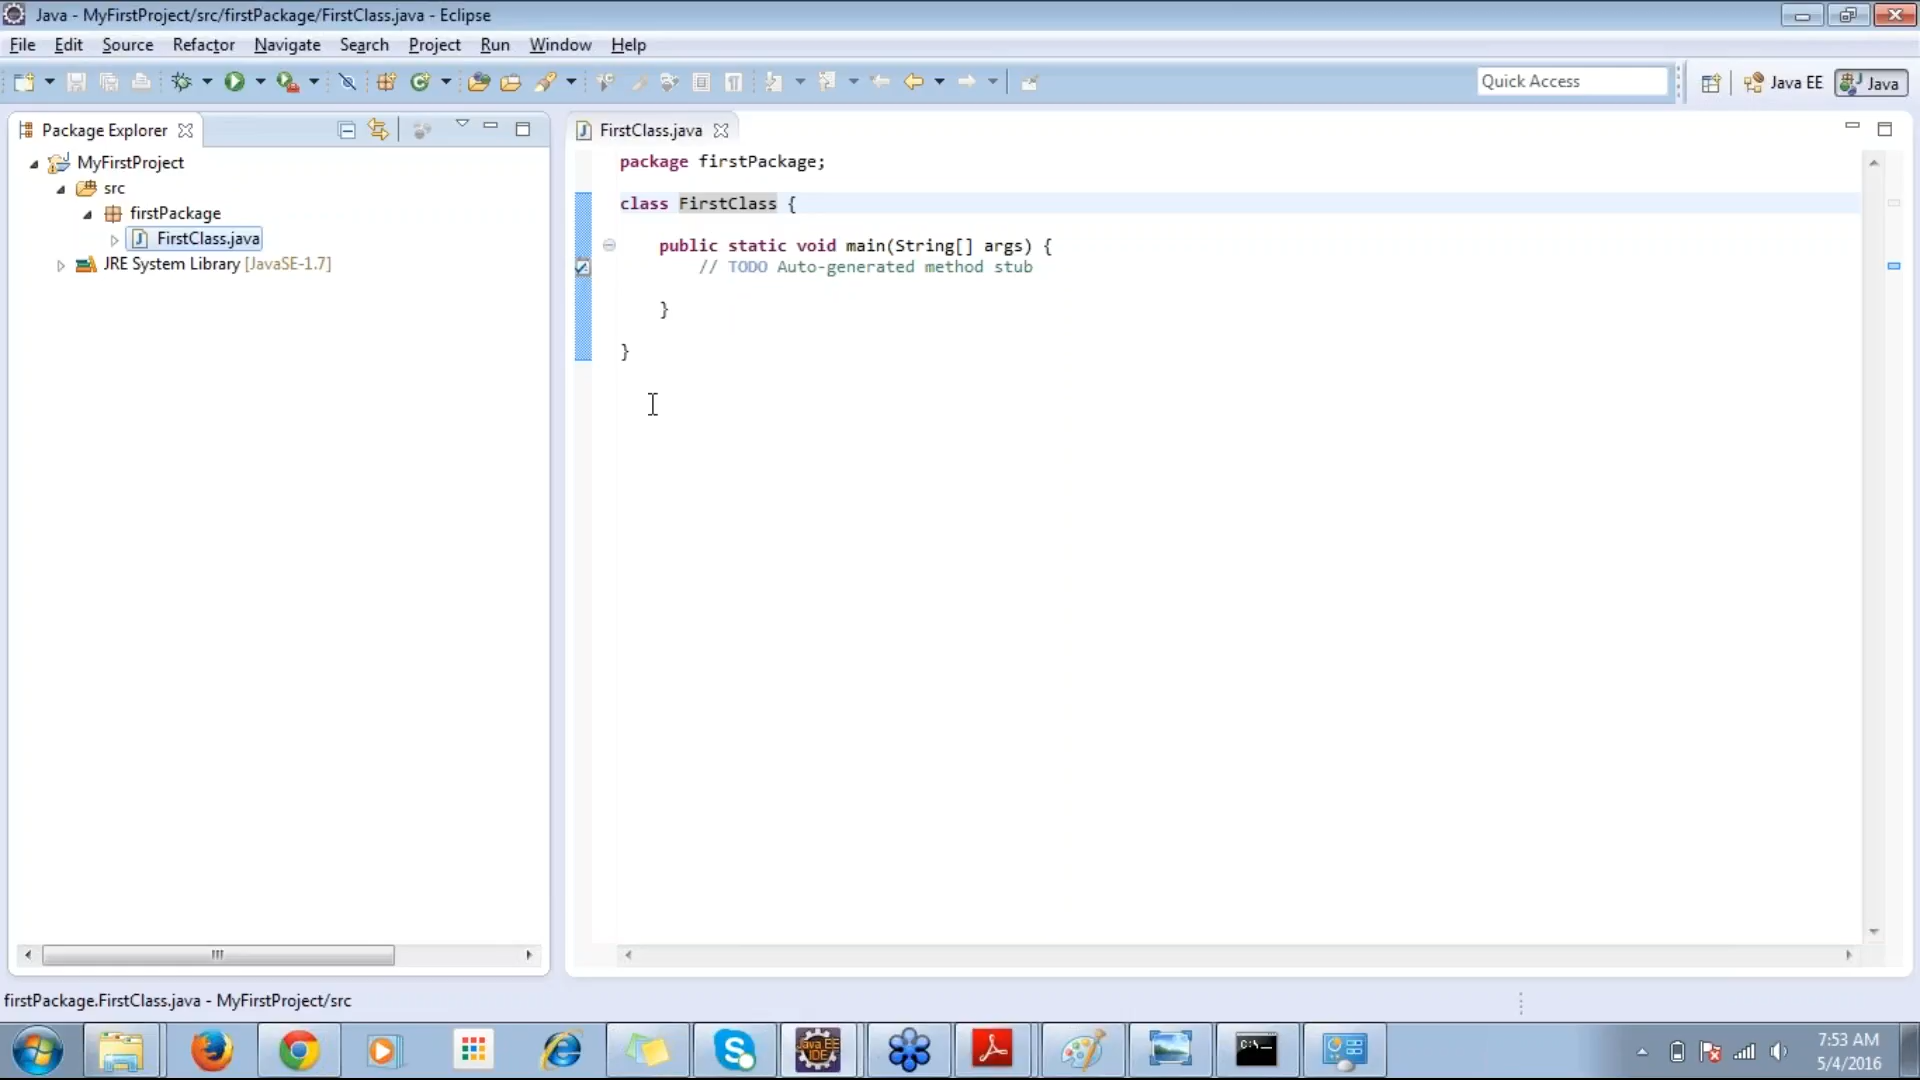 Java - MyFirstProject/src/firstPackage/FirstClass.java - Eclipse
File Edit Source Refactor Navigate Search Project Run Window Help
Quick Access
Java EE
Java
Package Explorer
MyFirstProject
src
firstPackage
FirstClass.java
JRE System Library [JavaSE-1.7]
FirstClass.java
package firstPackage;
class FirstClass {
public static void main(String[] args) {
// TODO Auto-generated method stub
}
}
firstPackage.FirstClass.java - MyFirstProject/src
Java EE
IDE
C:\_
7:53 AM
5/4/2016